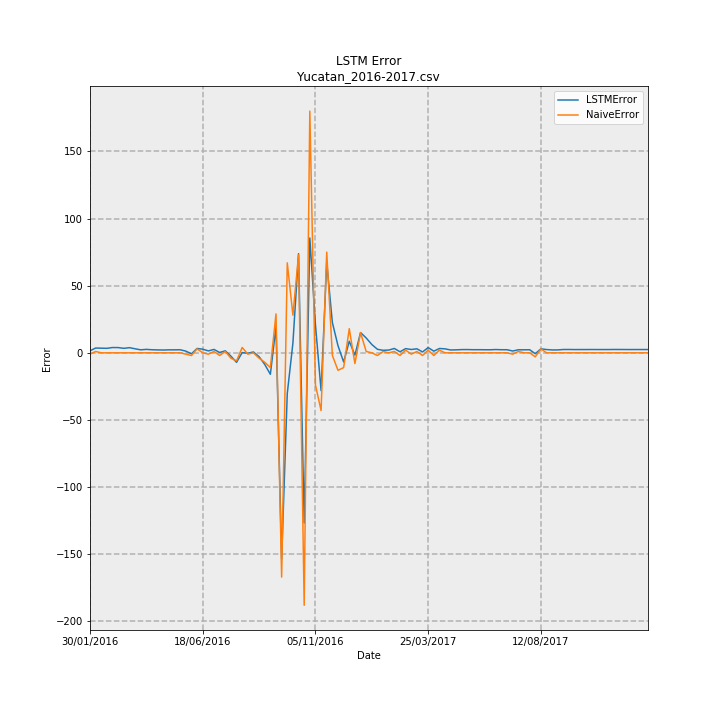 LSTM Error
Yucatan_2016-2017.csv
LSTMError
NaiveError
150
100
50
0
−50
−100
−150
−200
Error
30/01/2016 18/06/2016 05/11/2016 25/03/2017 12/08/2017
Date